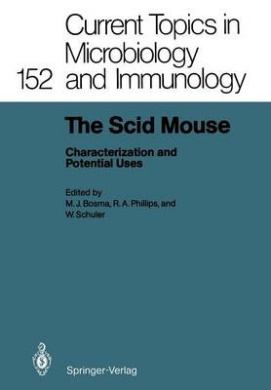 Current Topics in
Microbiology
152 and Immunology
The Scid Mouse
Characterization and
Potential Uses
Edited by
M. J. Bosma, R. A. Phillips, and
W. Schuler
Springer-Verlag